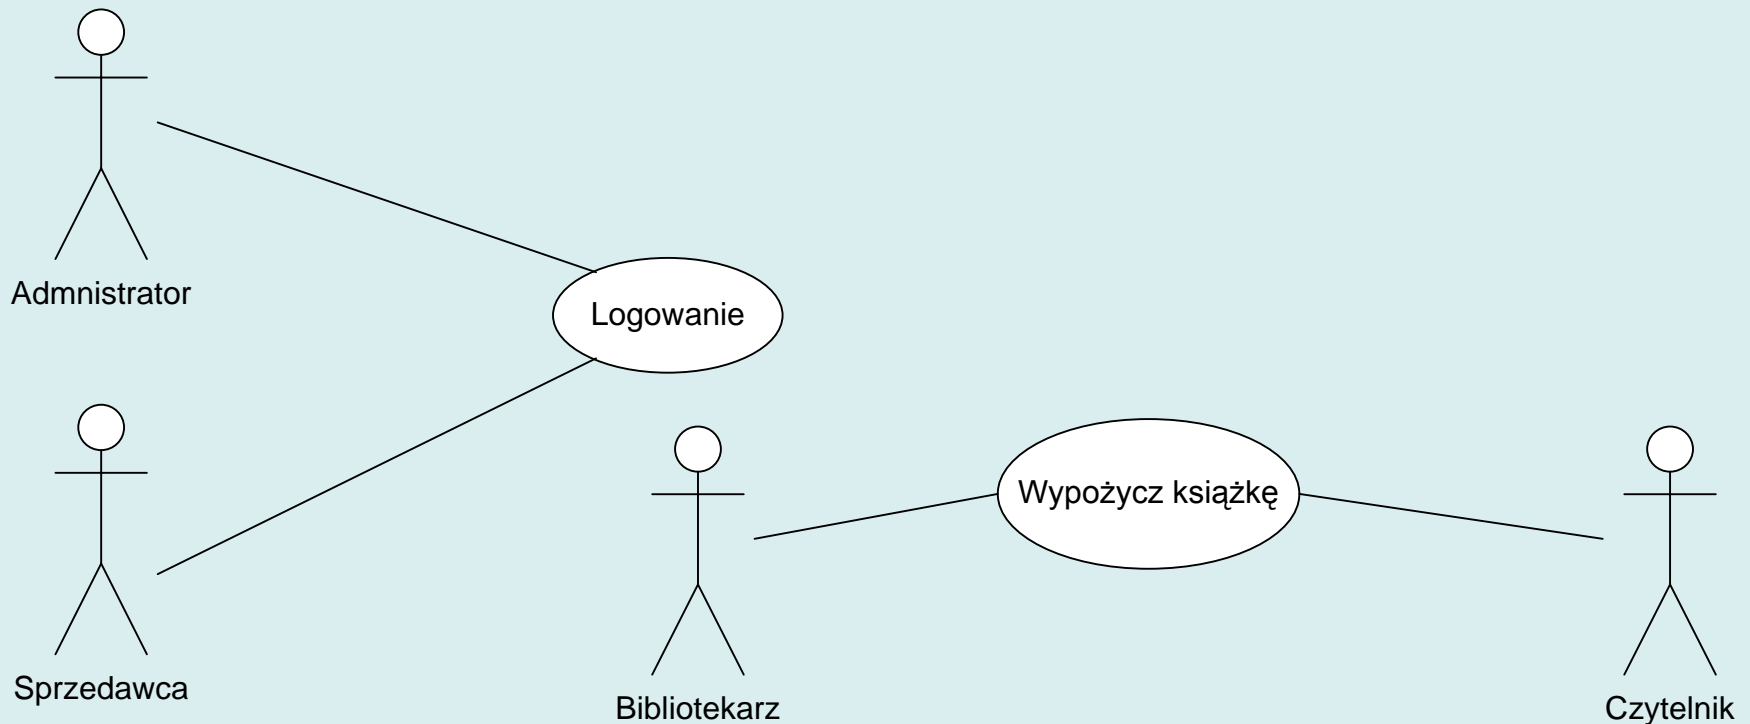 Admnistrator
Logowanie
Wypożycz książkę
Sprzedawca
Bibliotekarz
Czytelnik